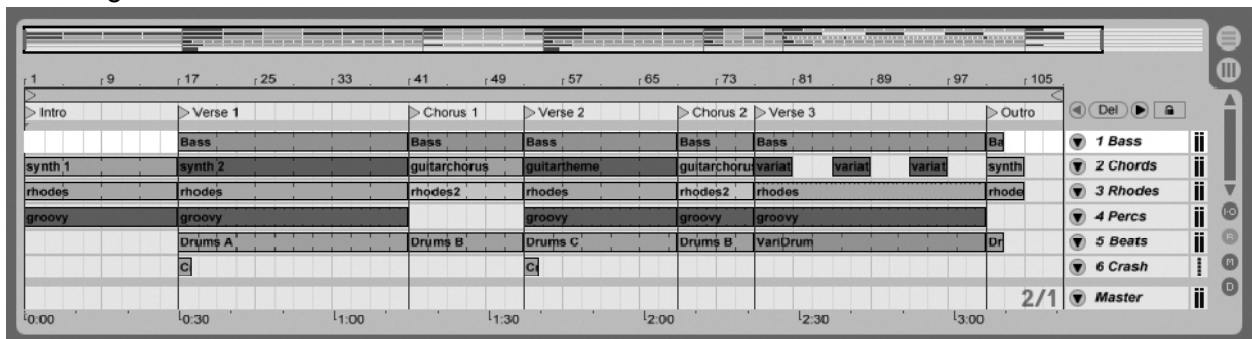 1 9 17 25 33 41 49 57 65 73 81 89 97 105
Intro Verse 1 Chorus 1 Verse 2 Chorus 2 Verse 3 Outro Del
Bass Bass Bass Bass Bass Ba 1 Bass
synth 1 synth 2 guitarchorus guitartheme guitarchoru variat variat variat synth 2 Chords
rhodes rhodes rhodes2 rhodes rhodes2 rhodes rhode 3 Rhodes
groovy groovy groovy groovy groovy 4 Percs
Drums A Drums B Drums C Drums B VariDrum Dr 5 Beats
C C 6 Crash
2/1 Master
0:00 0:30 1:00 1:30 2:00 2:30 3:00
I-O
R
M
D